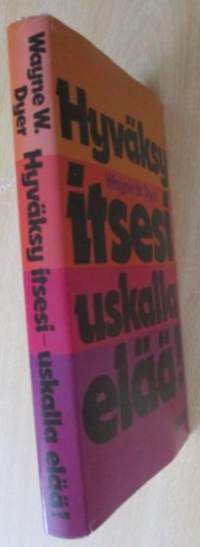 Wayne W.
Dyer
Hyväksy itsesi – uskalla elää!
Hyväksy
Wayne W. Dyer
itsesi
uskalla
elää!